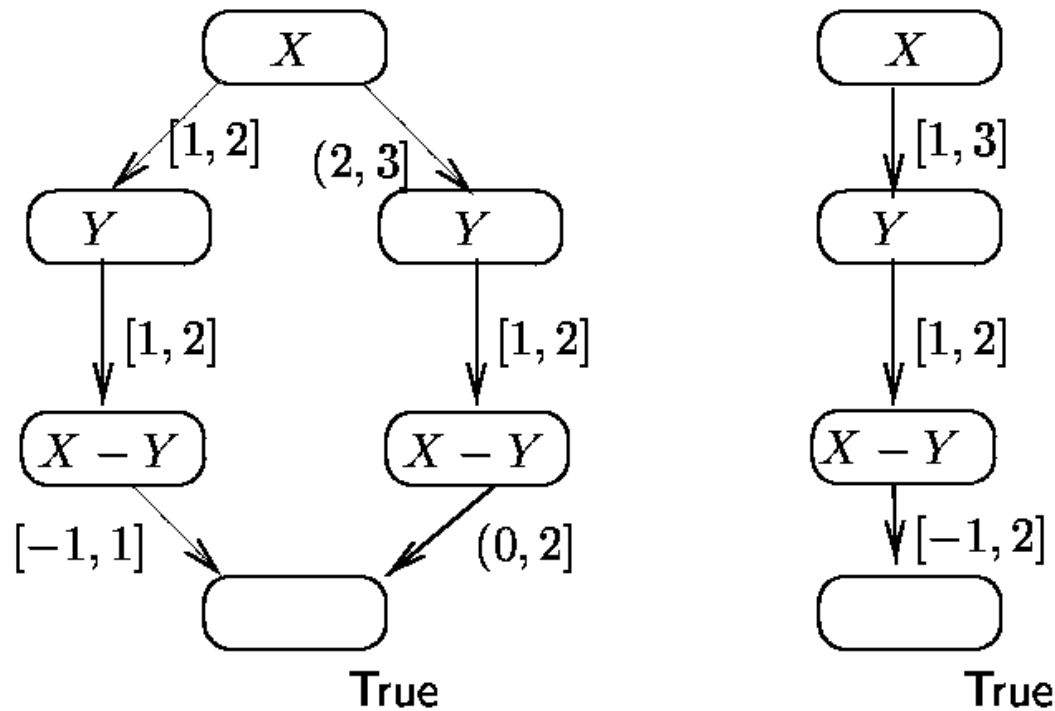 X X
[1, 2] (2, 3] [1, 3]
Y Y Y
[1, 2] [1, 2] [1, 2]
X − Y X − Y X − Y
[−1, 1] (0, 2] [−1, 2]
True True